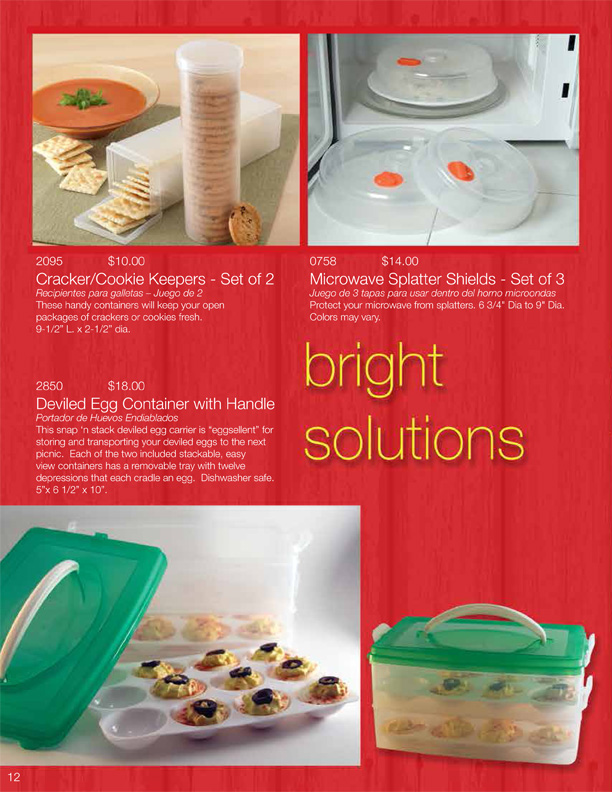 2095 $10.00
Cracker/Cookie Keepers - Set of 2
Recipientes para galletas – Juego de 2
These handy containers will keep your open
packages of crackers or cookies fresh.
9-1/2" L. x 2-1/2" dia.
0758 $14.00
Microwave Splatter Shields - Set of 3
Juego de 3 tapas para usar dentro del horno microondas
Protect your microwave from splatters. 6 3/4" Dia to 9" Dia.
Colors may vary.
bright
solutions
2850 $18.00
Deviled Egg Container with Handle
Portador de Huevos Endiablados
This snap ‘n stack deviled egg carrier is “eggsellent” for
storing and transporting your deviled eggs to the next
picnic. Each of the two included stackable, easy
view containers has a removable tray with twelve
depressions that each cradle an egg. Dishwasher safe.
5”x 6 1/2” x 10”.
12